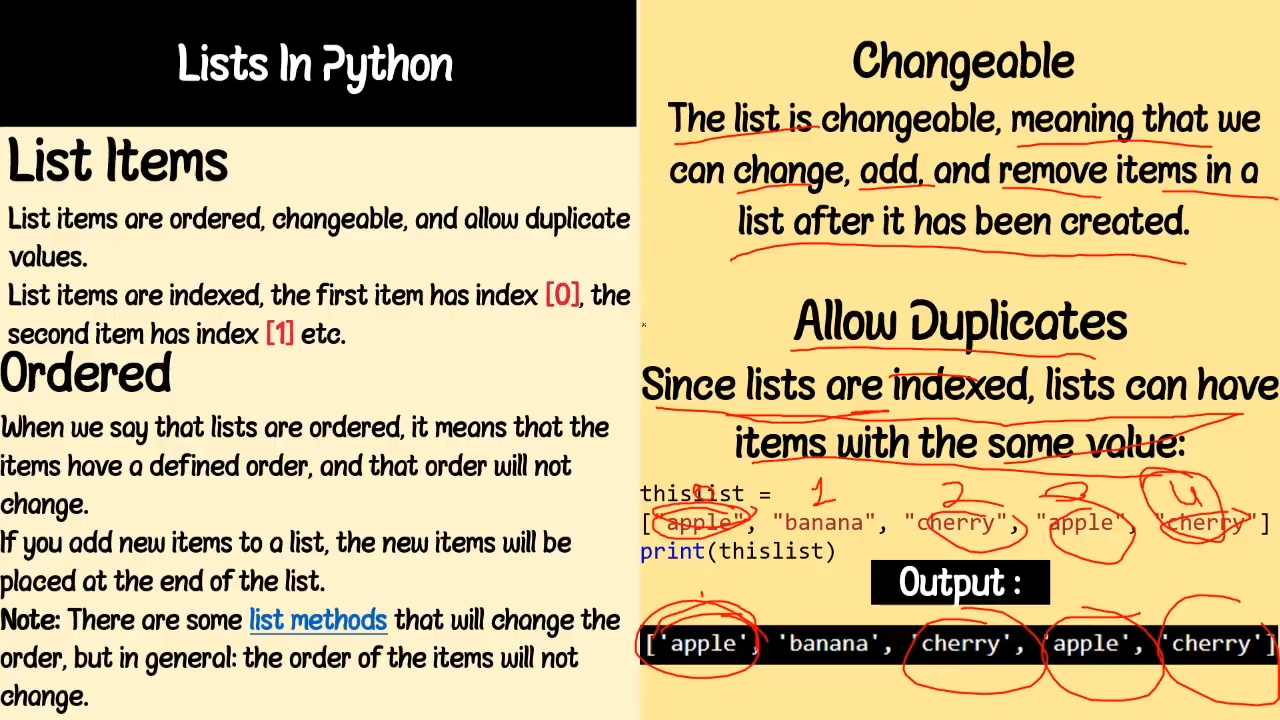 Lists In Python
List Items
List items are ordered, changeable, and allow duplicate
values.
List items are indexed, the first item has index [0], the
second item has index [1] etc.
Ordered
When we say that lists are ordered, it means that the
items have a defined order, and that order will not
change.
If you add new items to a list, the new items will be
placed at the end of the list.
Note: There are some list methods that will change the
order, but in general: the order of the items will not
change.
Changeable
The list is changeable, meaning that we
can change, add, and remove items in a
list after it has been created.
Allow Duplicates
Since lists are indexed, lists can have
items with the same value:
1 2 4
thislist =
["apple", "banana", "cherry", "apple", "cherry"]
print(thislist)
Output :
['apple', 'banana', 'cherry', 'apple', 'cherry']